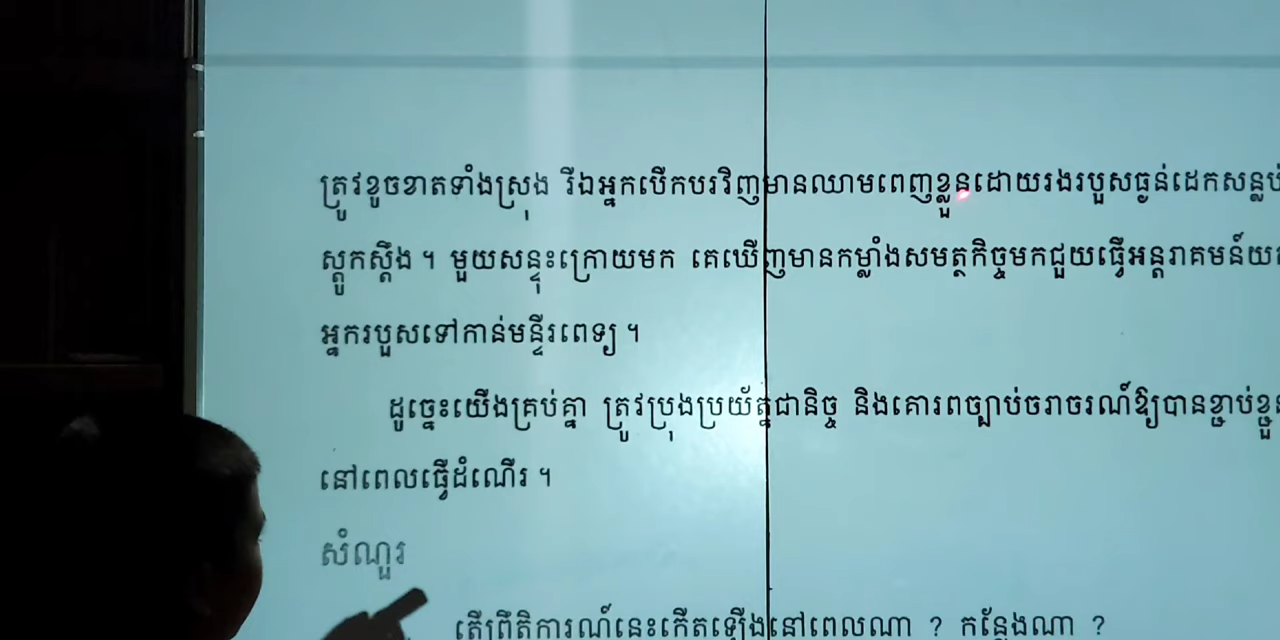 ត្រូវខូចខាតទាំងស្រុង រីឯអ្នកបើកបរវិញមានឈាមពេញខ្លួនដោយរងរបួសធ្ងន់ដេកសន្លប់
ស្តូកស្តឹង ។ មួយសន្ទុះក្រោយមក គេឃើញមានកម្លាំងសមត្ថកិច្ចមកជួយធ្វើអន្តរាគមន៍
អ្នករបួសទៅកាន់មន្ទីរពេទ្យ ។
ដូច្នេះយើងគ្រប់គ្នា ត្រូវប្រុងប្រយ័ត្នជានិច្ច និងគោរពច្បាប់ចរាចរណ៍ឱ្យបានខ្ជាប់ខ្ជួន
នៅពេលធ្វើដំណើរ ។
សំណួរ
តើព្រឹត្តិការណ៍នេះកើតឡើងនៅពេលណា ? កន្លែងណា ?